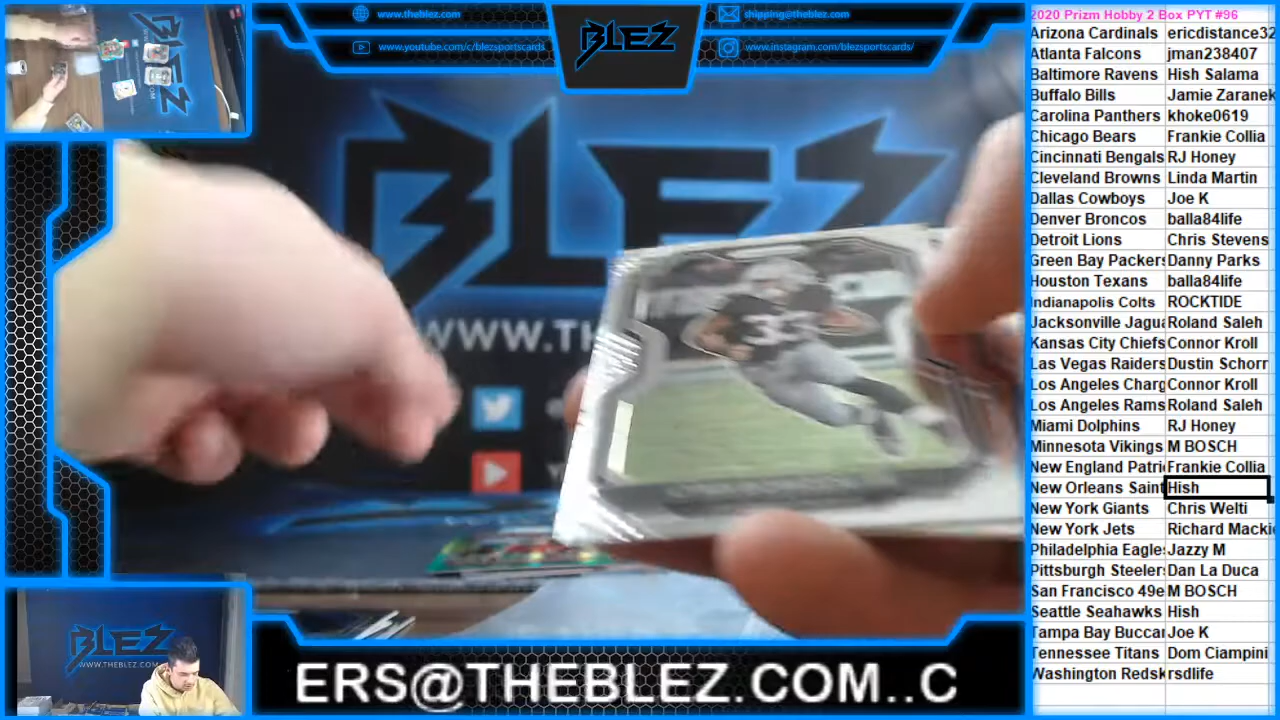 www.theblez.com
www.youtube.com/c/blezsportscards
BLEZ
shipping@theblez.com
www.instagram.com/blezsportscards/
2020 Prizm Hobby 2 Box PYT #96
Arizona Cardinals ericdistance32
Atlanta Falcons jman238407
Baltimore Ravens Hish Salama
Buffalo Bills Jamie Zaranek
Carolina Panthers khoke0619
Chicago Bears Frankie Collia
Cincinnati Bengals RJ Honey
Cleveland Browns Linda Martin
Dallas Cowboys Joe K
Denver Broncos balla84life
Detroit Lions Chris Stevens
Green Bay Packers Danny Parks
Houston Texans balla84life
Indianapolis Colts ROCKTIDE
Jacksonville Jagua Roland Saleh
Kansas City Chiefs Connor Kroll
Las Vegas Raiders Dustin Schorr
Los Angeles Charg Connor Kroll
Los Angeles Rams Roland Saleh
Miami Dolphins RJ Honey
Minnesota Vikings M BOSCH
New England Patri Frankie Collia
New Orleans Saint Hish
New York Giants Chris Welti
New York Jets Richard Macki
Philadelphia Eagle Jazzy M
Pittsburgh Steeler Dan La Duca
San Francisco 49e M BOSCH
Seattle Seahawks Hish
Tampa Bay Buccar Joe K
Tennessee Titans Dom Ciampini
Washington Redsk rsdlife
BLEZ
BLEZ
WWW.TH
33
BLEZ
WWW.THEBLEZ.COM
ERS@THEBLEZ.COM..C